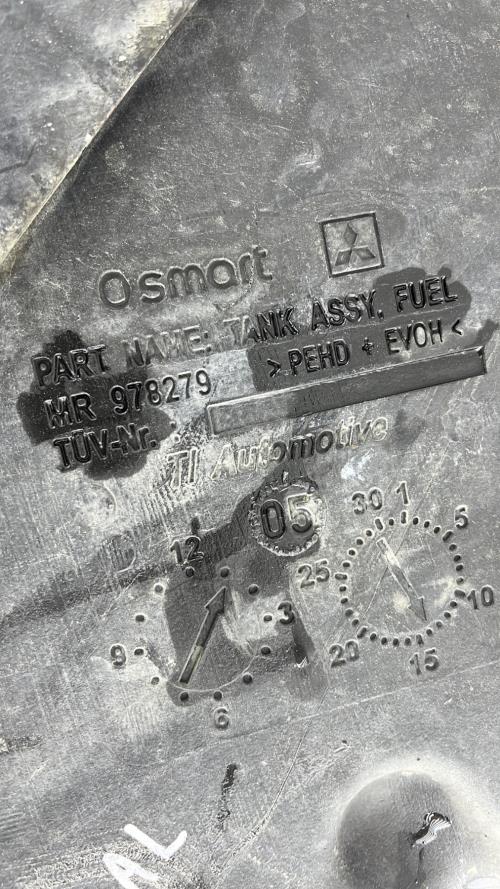 smart
PART NAME: TANK ASSY, FUEL
MR 978279 >PEHD + EVOH<
TÜV-Nr.
TI Automotive
05
12
3
6
9
30 1
5
10
15
20
25
AL